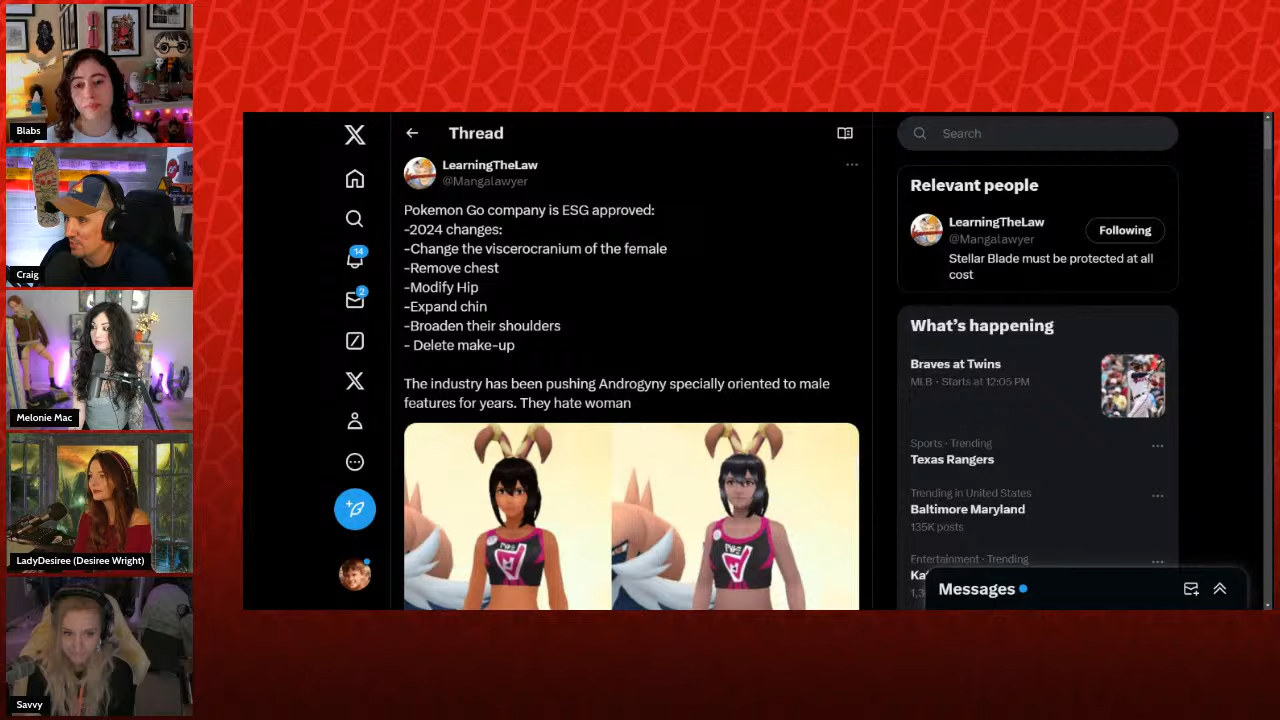 Blabs
Craig
Melonie Mac
LadyDesiree (Desiree Wright)
Savvy
14
2
Thread
LearningTheLaw
@Mangalawyer
Pokemon Go company is ESG approved:
-2024 changes:
-Change the viscerocranium of the female
-Remove chest
-Modify Hip
-Expand chin
-Broaden their shoulders
- Delete make-up
The industry has been pushing Androgyny specially oriented to male
features for years. They hate woman
Search
Relevant people
LearningTheLaw
@Mangalawyer
Following
Stellar Blade must be protected at all
cost
What's happening
Braves at Twins
MLB · Starts at 12:05 PM
Sports · Trending
Texas Rangers
Trending in United States
Baltimore Maryland
135K posts
Entertainment · Trending
Messages